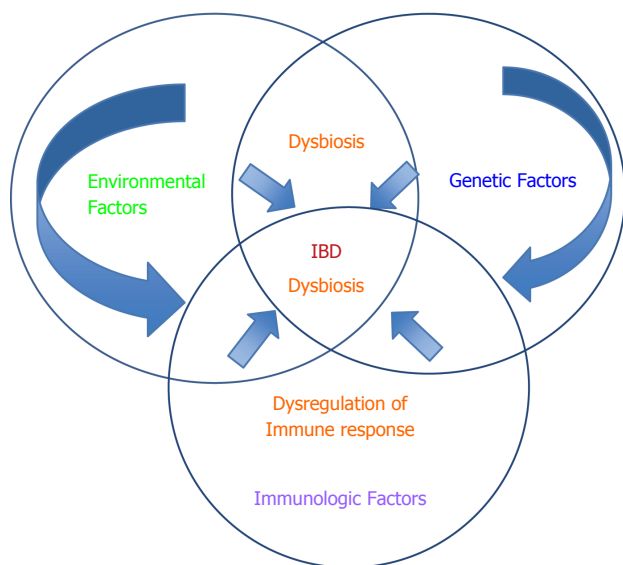 Dysbiosis
Environmental
Factors
Genetic Factors
IBD
Dysbiosis
Dysregulation of
Immune response
Immunologic Factors